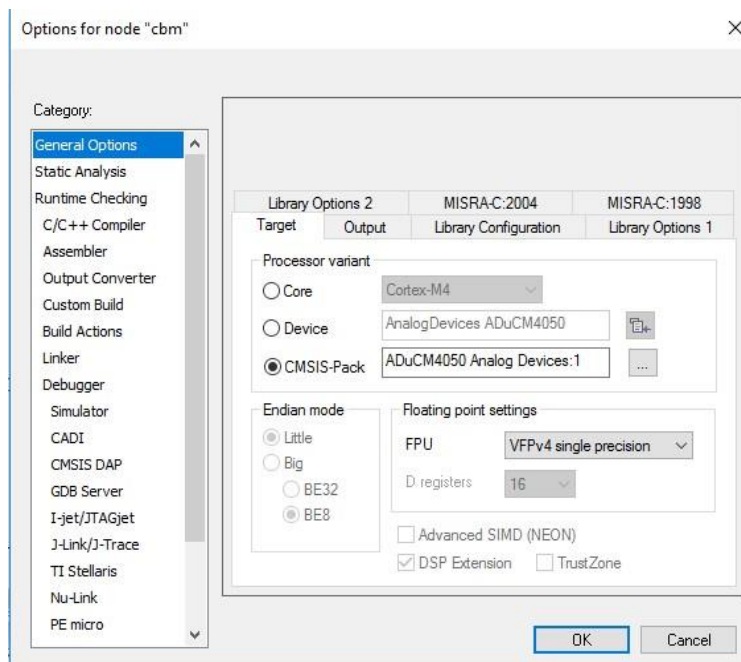 Options for node "cbm"
Category:
General Options
Static Analysis
Runtime Checking
C/C++ Compiler
Assembler
Output Converter
Custom Build
Build Actions
Linker
Debugger
Simulator
CADI
CMSIS DAP
GDB Server
I-jet/JTAGjet
J-Link/J-Trace
TI Stellaris
Nu-Link
PE micro
Library Options 2 MISRA-C:2004 MISRA-C:1998
Target Output Library Configuration Library Options 1
Processor variant
Core Cortex-M4
Device AnalogDevices ADuCM4050
CMSIS-Pack ADuCM4050 Analog Devices:1 ...
Endian mode
Little
Big
BE32
BE8
Floating point settings
FPU VFPv4 single precision
D registers 16
Advanced SIMD (NEON)
DSP Extension TrustZone
OK Cancel